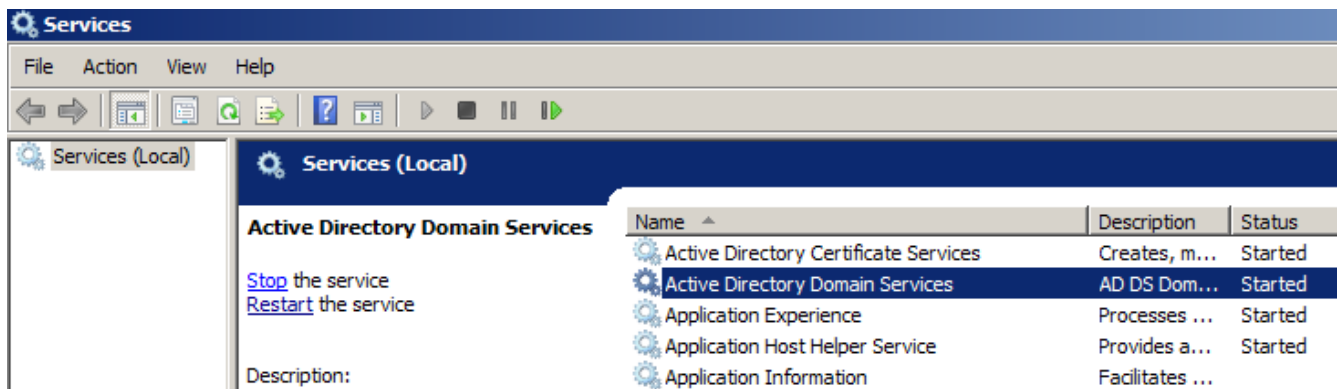 Services
File Action View Help
Services (Local)
Services (Local)
Active Directory Domain Services
Stop the service
Restart the service
Description:
Name Description Status
Active Directory Certificate Services Creates, m... Started
Active Directory Domain Services AD DS Dom... Started
Application Experience Processes ... Started
Application Host Helper Service Provides a... Started
Application Information Facilitates ...